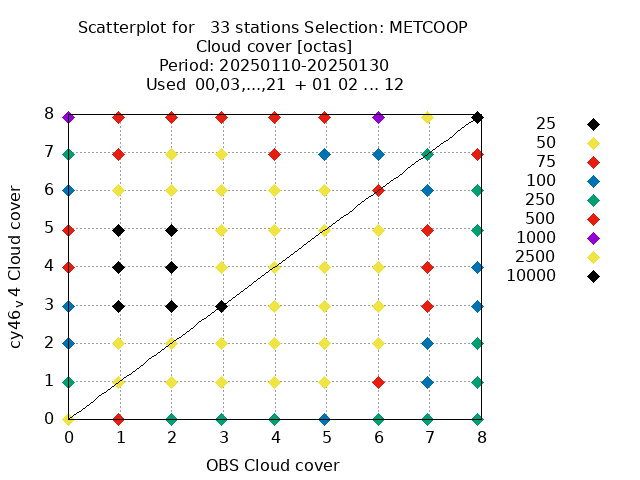 Scatterplot for   33 stations Selection: METCOOP
Cloud cover [octas]
Period: 20250110-20250130
Used  00,03,...,21  + 01 02 ... 12
8
7
6
5
4
3
2
1
0
0 1 2 3 4 5 6 7 8
cy46v4 Cloud cover
OBS Cloud cover
25
50
75
100
250
500
1000
2500
10000